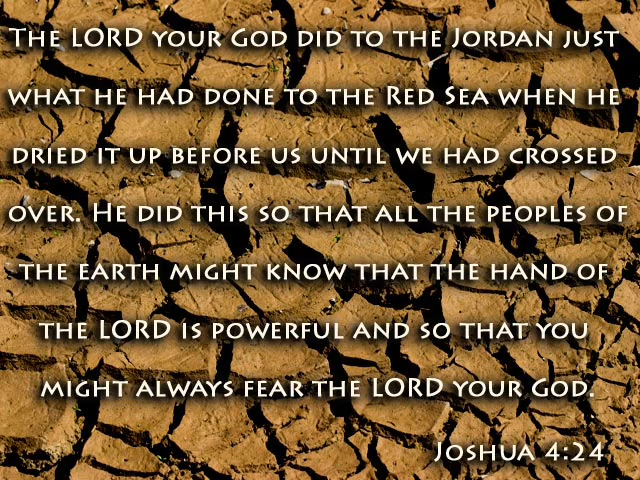 The LORD your God did to the Jordan just
what he had done to the Red Sea when he
dried it up before us until we had crossed
over. He did this so that all the peoples of
the earth might know that the hand of
the LORD is powerful and so that you
might always fear the LORD your God.
Joshua 4:24